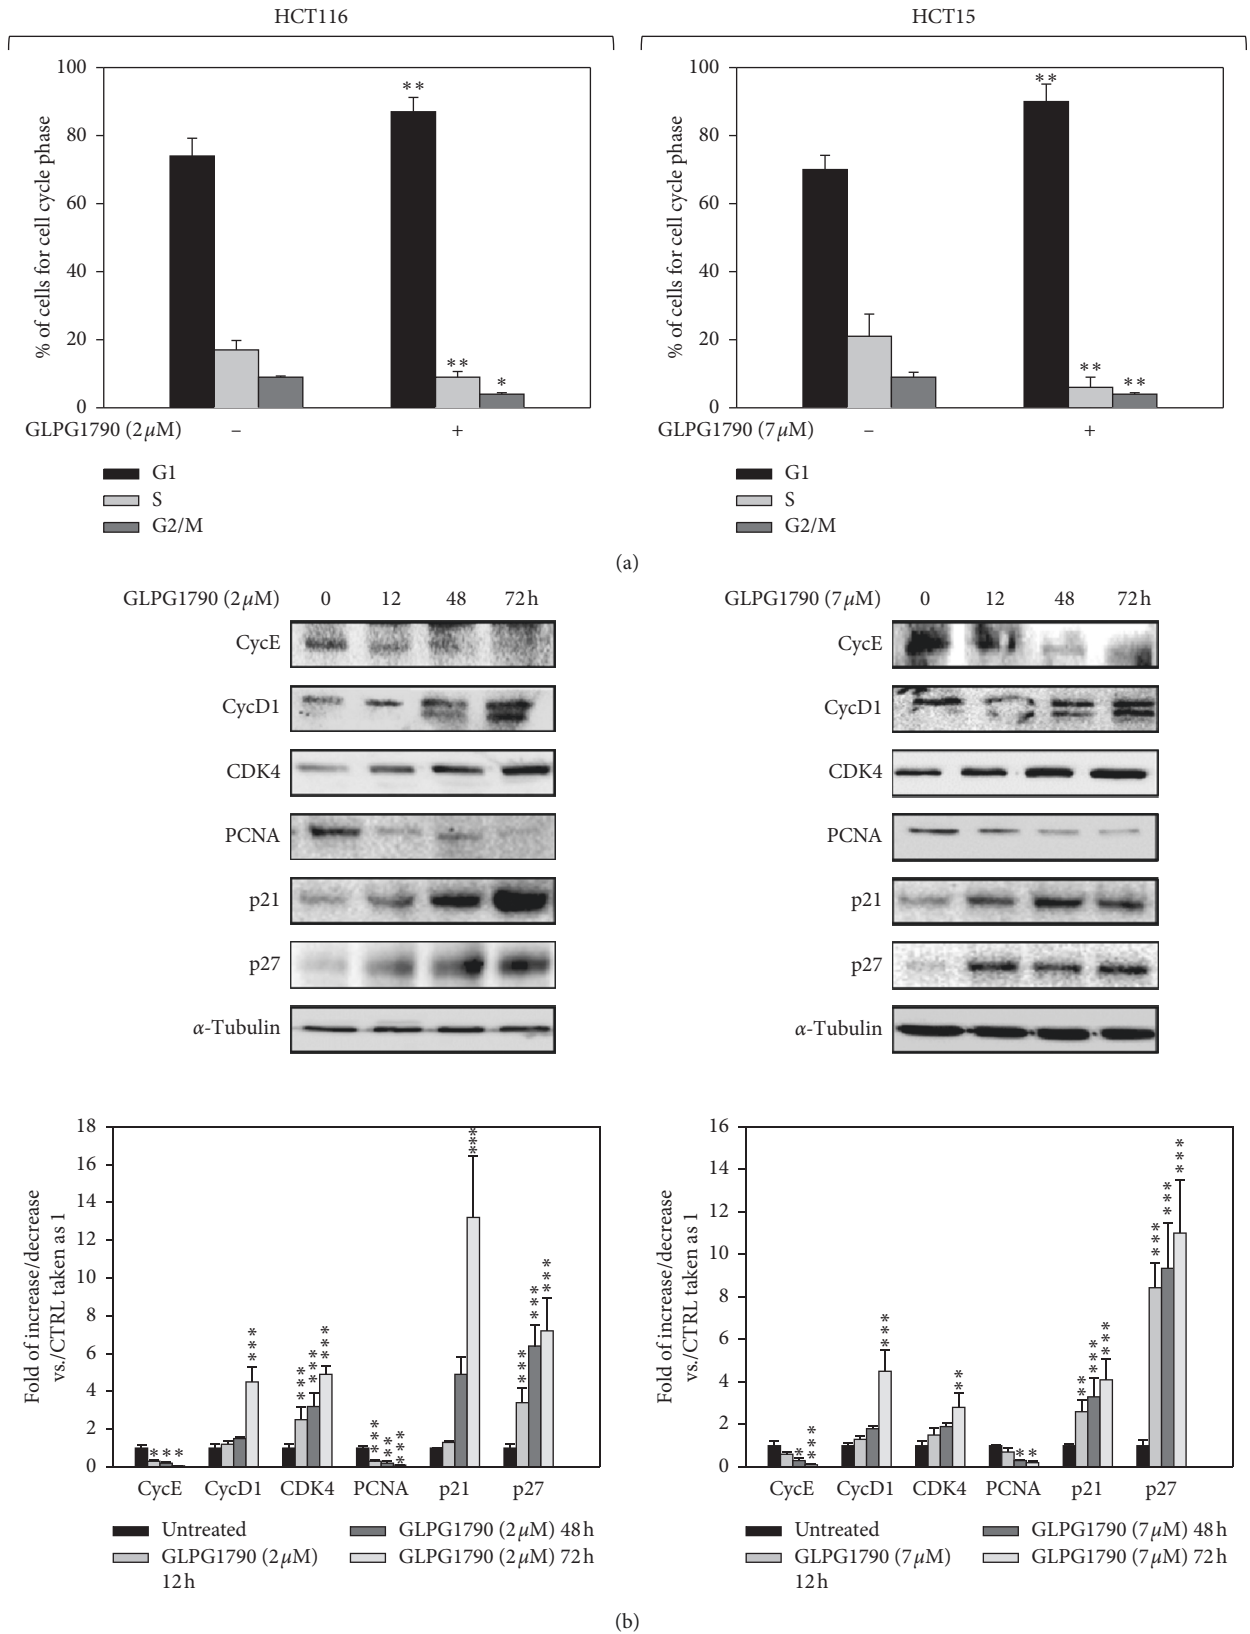 HCT116
HCT15
100
80
60
40
20
0
% of cells for cell cycle phase
**
**
*
GLPG1790 (2 μM)
–
+
G1
S
G2/M
100
80
60
40
20
0
% of cells for cell cycle phase
**
**
**
GLPG1790 (7 μM)
–
+
G1
S
G2/M
(a)
GLPG1790 (2 μM) 0 12 48 72 h
CycE
CycD1
CDK4
PCNA
p21
p27
α-Tubulin
GLPG1790 (7 μM) 0 12 48 72 h
CycE
CycD1
CDK4
PCNA
p21
p27
α-Tubulin
18
16
14
12
10
8
6
4
2
0
Fold of increase/decrease
vs./CTRL taken as 1
* * *
***
*** *** ***
*** ** ***
***
*** *** ***
CycE CycD1 CDK4 PCNA p21 p27
Untreated
GLPG1790 (2 μM)
12 h
GLPG1790 (2 μM) 48 h
GLPG1790 (2 μM) 72 h
16
14
12
10
8
6
4
2
0
Fold of increase/decrease
vs./CTRL taken as 1
* ***
***
**
* *
** *** ***
*** *** ***
CycE CycD1 CDK4 PCNA p21 p27
Untreated
GLPG1790 (7 μM)
12 h
GLPG1790 (7 μM) 48 h
GLPG1790 (7 μM) 72 h
(b)